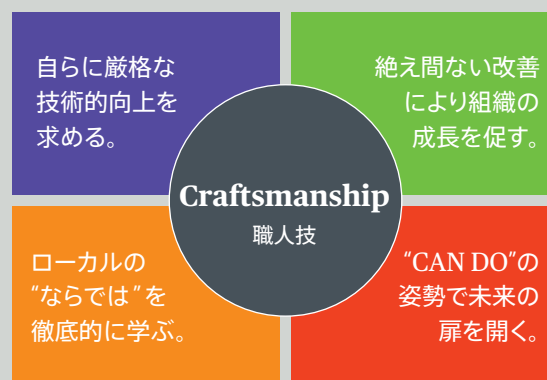 自らに厳格な
技術的向上を
求める。
絶え間ない改善
により組織の
成長を促す。
Craftsmanship
職人技
ローカルの
“ならでは”を
徹底的に学ぶ。
“CAN DO”の
姿勢で未来の
扉を開く。